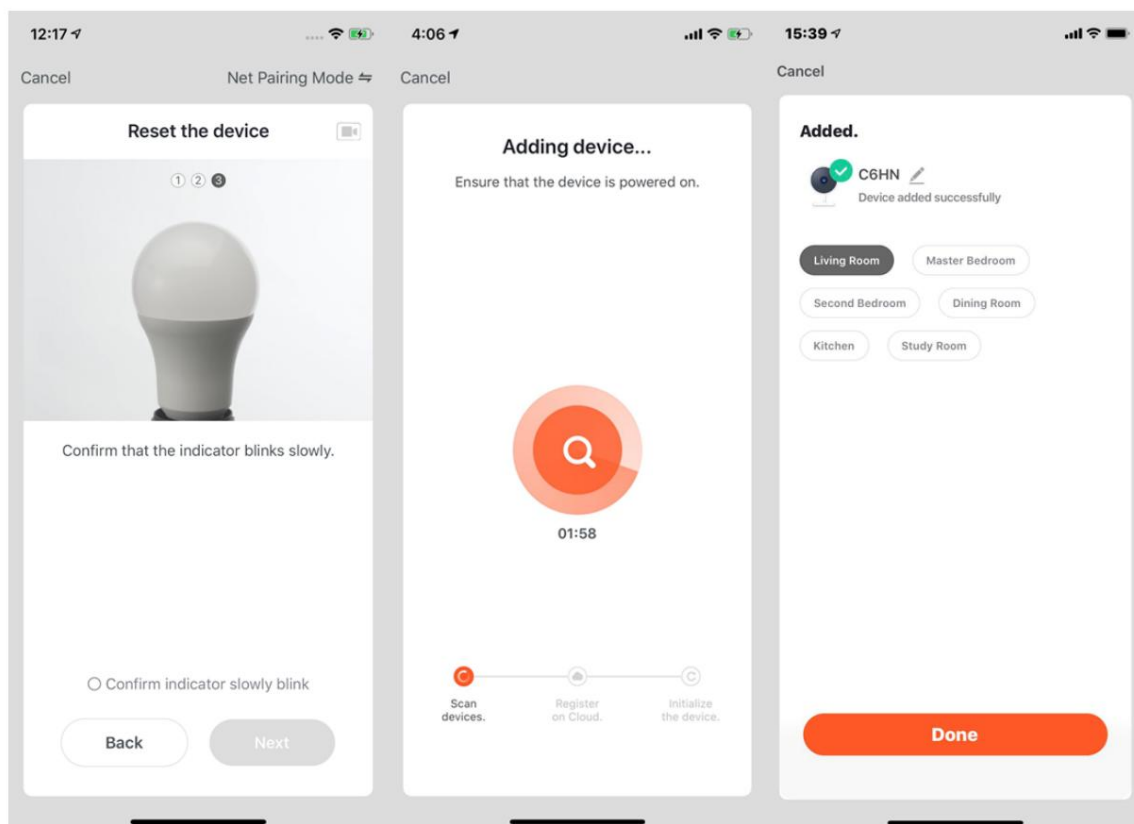 12:17
Cancel
Net Pairing Mode
Reset the device
1 2 3
Confirm that the indicator blinks slowly.
Confirm indicator slowly blink
Back
Next
4:06
Cancel
Adding device...
Ensure that the device is powered on.
01:58
Scan
devices.
Register
on Cloud.
Initialize
the device.
15:39
Cancel
Added.
C6HN
Device added successfully
Living Room
Master Bedroom
Second Bedroom
Dining Room
Kitchen
Study Room
Done